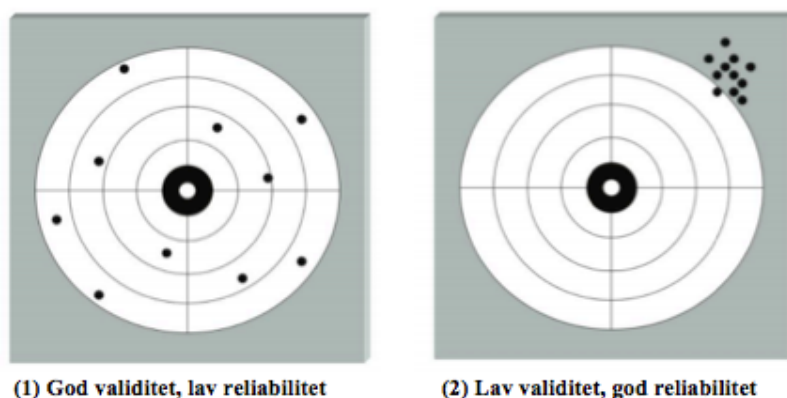 (1) God validitet, lav reliabilitet
(2) Lav validitet, god reliabilitet